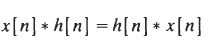 x[n] * h[n] = h[n] * x[n]